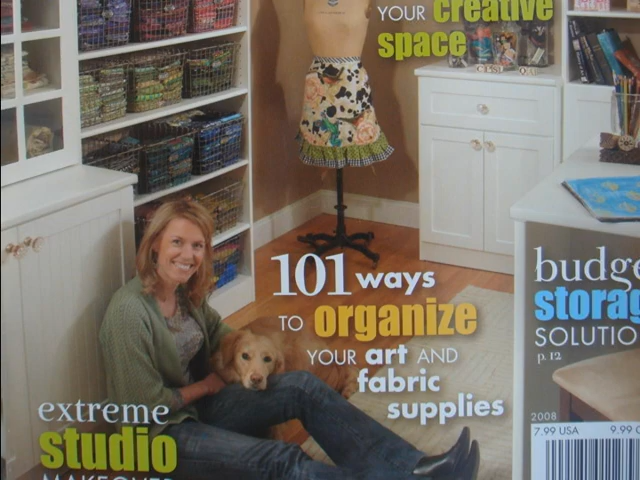 YOUR creative
space
101 ways
TO organize
YOUR art AND
fabric
supplies
extreme
studio
MAKEOVER
budge
storag
SOLUTIO
p. 12
2008
7.99 USA 9.99 C